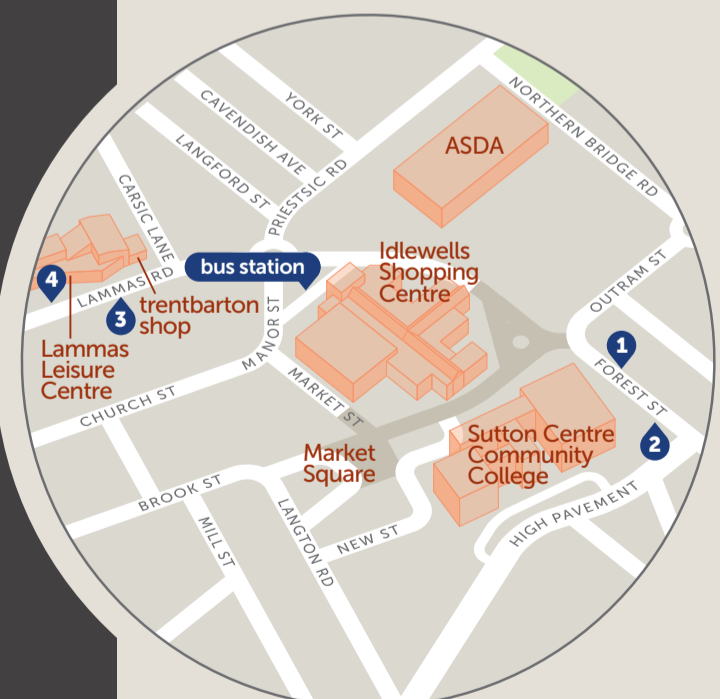 YORK ST
CAVENDISH AVE
LANGFORD ST
PRIESTSIC RD
NORTHERN BRIDGE RD
ASDA
CARSIC LANE
bus station
Idlewells
Shopping
Centre
OUTRAM ST
4
LAMMAS RD
3
trentbarton
shop
Lammas
Leisure
Centre
MANOR ST
1
FOREST ST
2
CHURCH ST
MARKET ST
Market
Square
Sutton Centre
Community
College
BROOK ST
MILL ST
LANGTON RD
NEW ST
HIGH PAVEMENT